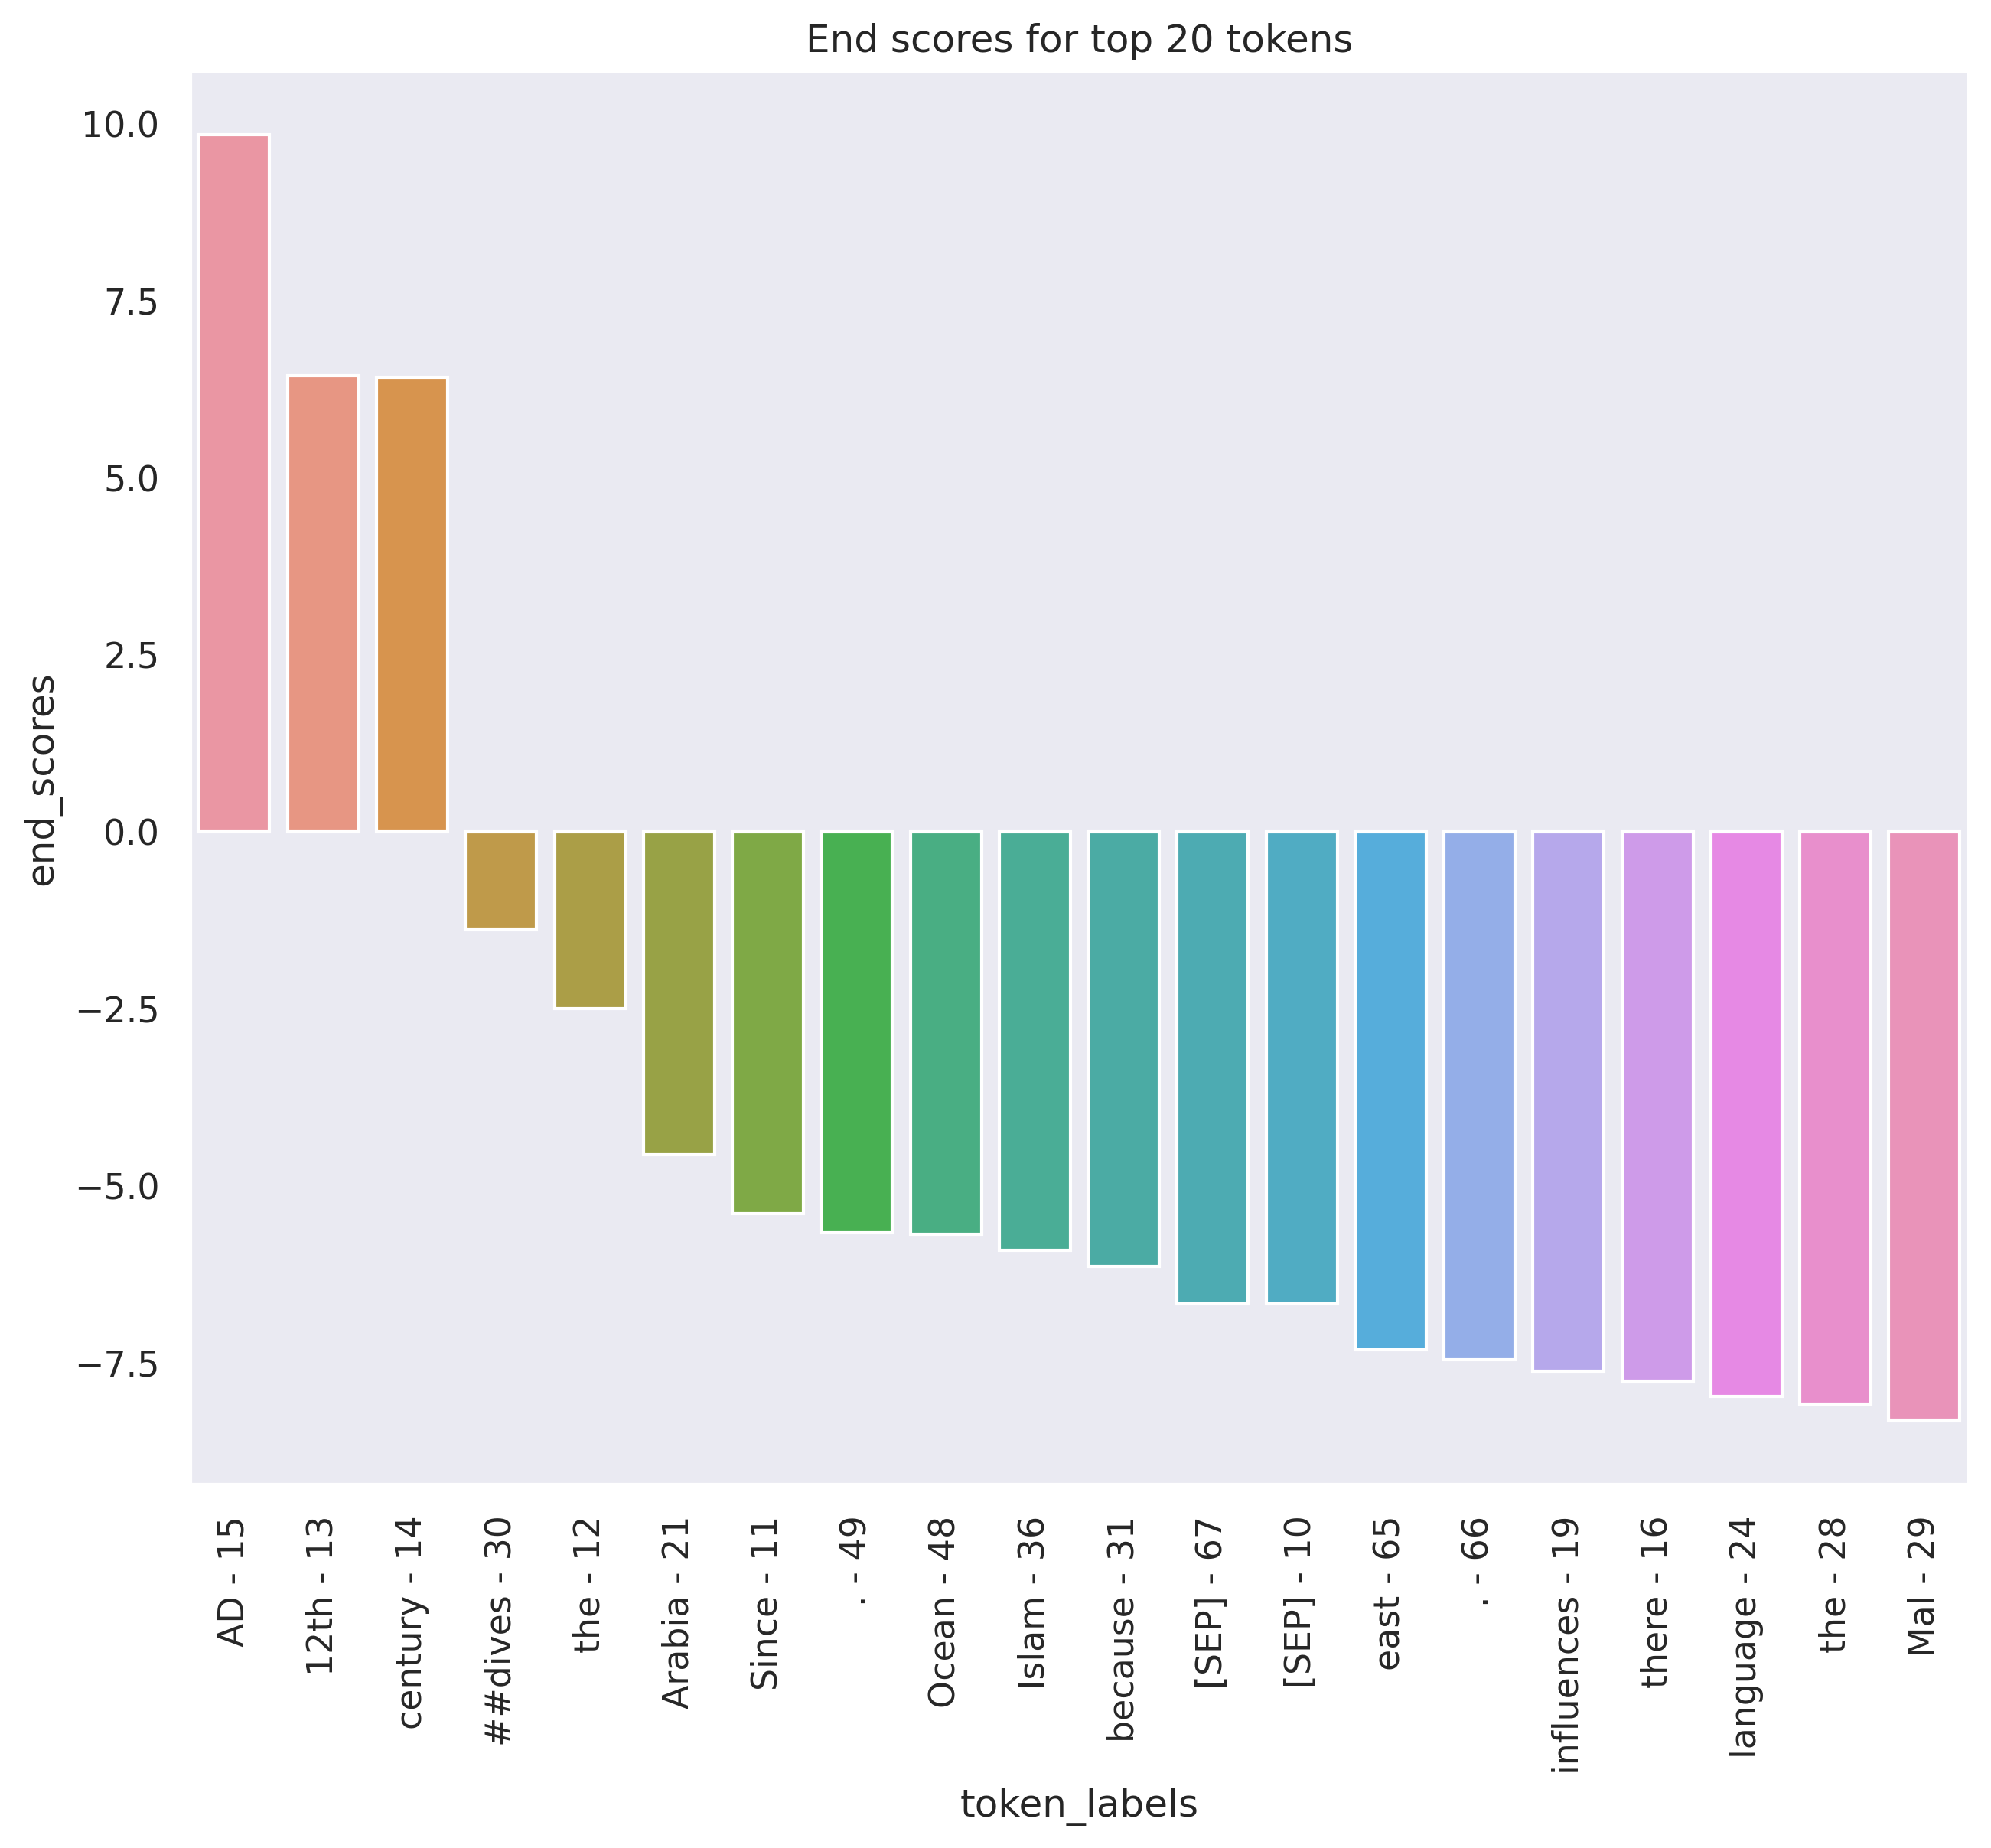 End scores for top 20 tokens
10.0
7.5
5.0
2.5
0.0
−2.5
−5.0
−7.5
end_scores
AD - 15
12th - 13
century - 14
##dives - 30
the - 12
Arabia - 21
Since - 11
. - 49
Ocean - 48
Islam - 36
because - 31
[SEP] - 67
[SEP] - 10
east - 65
. - 66
influences - 19
there - 16
language - 24
the - 28
Mal - 29
token_labels